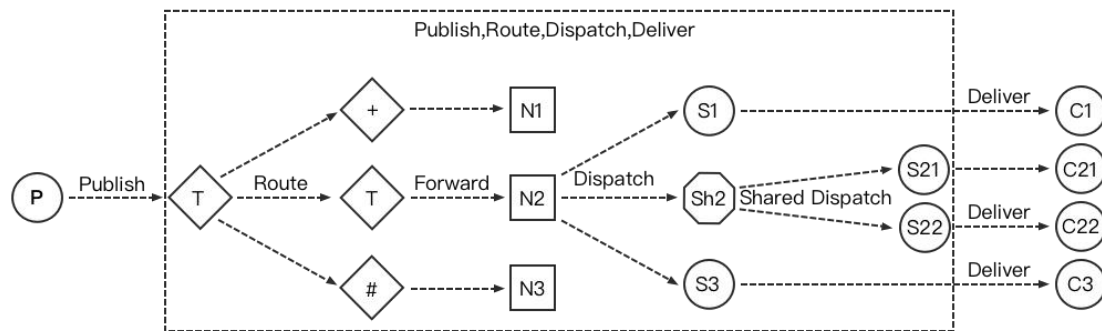 Publish,Route,Dispatch,Deliver
+
N1
S1
Deliver
C1
P
Publish
T
Route
T
Forward
N2
Dispatch
Sh2
Shared Dispatch
S21
C21
S22
Deliver
C22
#
N3
S3
Deliver
C3